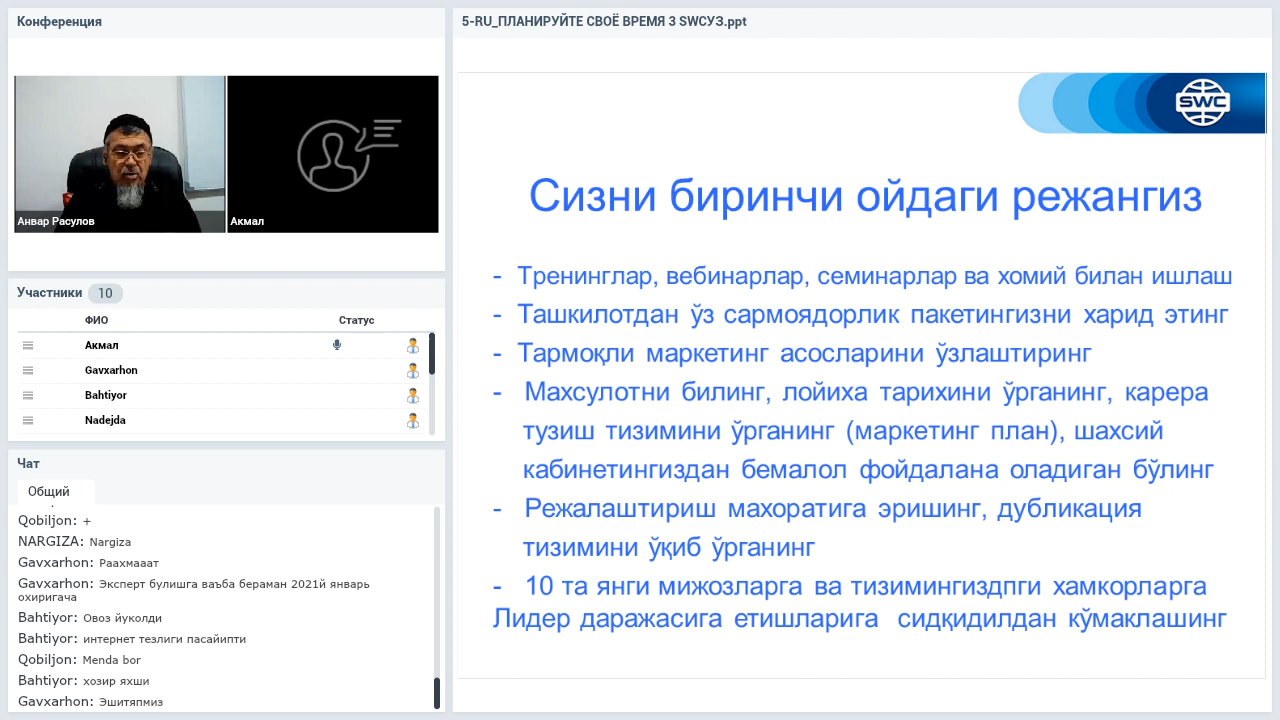 Конференция
Анвар Расулов
Акмал
Участники 10
ФИО Статус
Акмал
Gavxarhon
Bahtiyor
Nadejda
Чат
Общий
Qobiljon: +
NARGIZA: Nargiza
Gavxarhon: Раахмааат
Gavxarhon: Эксперт булишга ваъба бераман 2021й январь
охиригача
Bahtiyor: Овоз йуколди
Bahtiyor: интернет тезлиги пасайипти
Qobiljon: Menda bor
Bahtiyor: хозир яхши
Gavxarhon: Эшитяпмиз
5-RU_ПЛАНИРУЙТЕ СВОЁ ВРЕМЯ 3 SWCУЗ.ppt
SWC
Сизни биринчи ойдаги режангиз
- Тренинглар, вебинарлар, семинарлар ва хомий билан ишлаш
- Ташкилотдан ўз сармоядорлик пакетингизни харид этинг
- Тармоқли маркетинг асосларини ўзлаштиринг
- Махсулотни билинг, лойиха тарихини ўрганинг, карера
тузиш тизимини ўрганинг (маркетинг план), шахсий
кабинетингиздан бемалол фойдалана оладиган бўлинг
- Режалаштириш махоратига эришинг, дубликация
тизимини ўқиб ўрганинг
- 10 та янги мижозларга ва тизимингиздпги хамкорларга
Лидер даражасига етишларига сидқидилдан кўмаклашинг